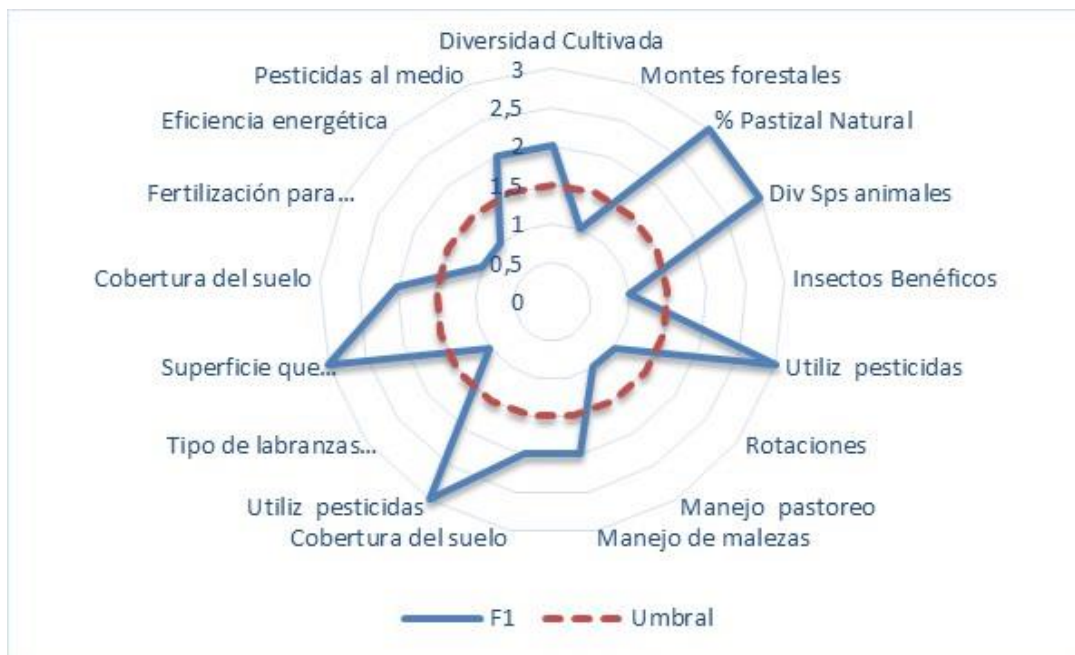 Diversidad Cultivada
Pesticidas al medio
Montes forestales
Eficiencia energética
% Pastizal Natural
Fertilización para...
Div Sps animales
Cobertura del suelo
Insectos Benéficos
Superficie que...
Utiliz pesticidas
Tipo de labranzas...
Rotaciones
Utiliz pesticidas
Manejo pastoreo
Cobertura del suelo
Manejo de malezas
3
2,5
2
1,5
1
0,5
0
F1
Umbral